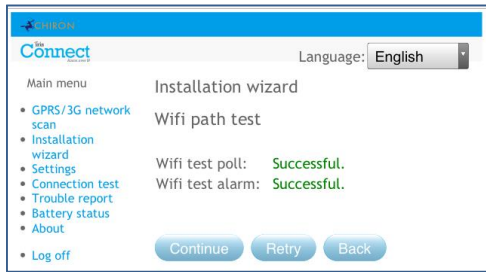 CHIRON
Iris
Connect
Language: English
Main menu
GPRS/3G network
scan
Installation
wizard
Settings
Connection test
Trouble report
Battery status
About
Log off
Installation wizard
Wifi path test
Wifi test poll: Successful.
Wifi test alarm: Successful.
Continue Retry Back